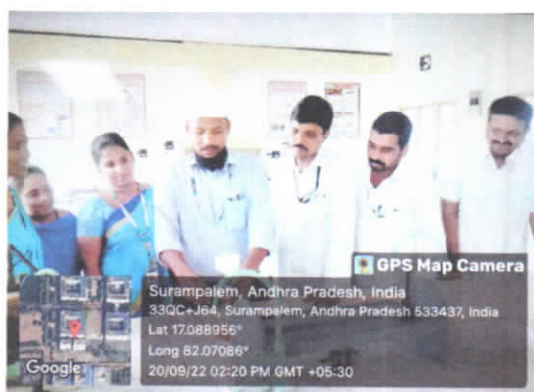 GPS Map Camera
Surampalem, Andhra Pradesh, India
33QC+J64, Surampalem, Andhra Pradesh 533437, India
Lat 17.088956°
Long 82.07086°
20/09/22 02:20 PM GMT +05:30
Google